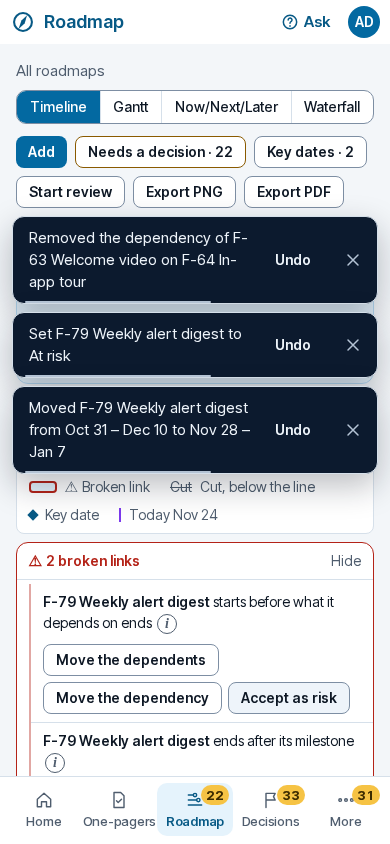 Roadmap
Ask
AD
All roadmaps
Timeline
Gantt
Now/Next/Later
Waterfall
Add
Needs a decision · 22
Key dates · 2
Start review
Export PNG
Export PDF
Removed the dependency of F-
63 Welcome video on F-64 In-
app tour
Undo
Set F-79 Weekly alert digest to
At risk
Undo
Moved F-79 Weekly alert digest
from Oct 31 – Dec 10 to Nov 28 –
Jan 7
Undo
⚠ Broken link
Cut Cut, below the line
Key date
Today Nov 24
⚠ 2 broken links
Hide
F-79 Weekly alert digest starts before what it
depends on ends i
Move the dependents
Move the dependency
Accept as risk
F-79 Weekly alert digest ends after its milestone
i
22
33
31
Home
One-pagers
Roadmap
Decisions
More